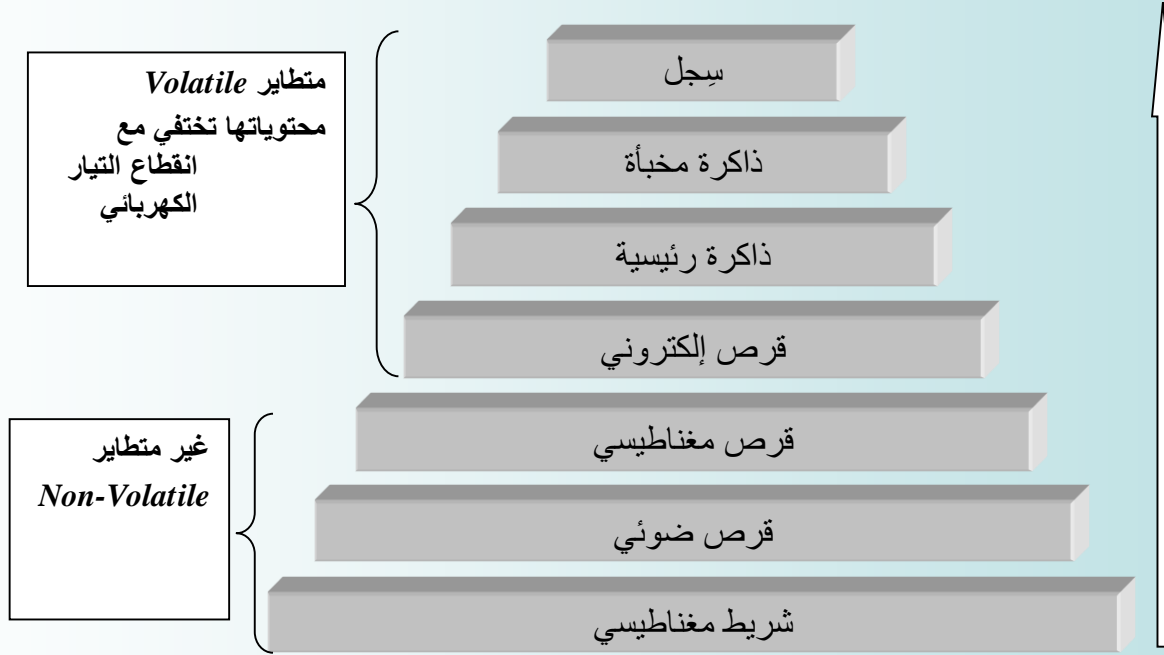 سِجل
متطاير Volatile
محتوياتها تختفي مع
انقطاع التيار
الكهربائي
ذاكرة مخبأة
ذاكرة رئيسية
قرص إلكتروني
قرص مغناطيسي
غير متطاير
Non-Volatile
قرص ضوئي
شريط مغناطيسي